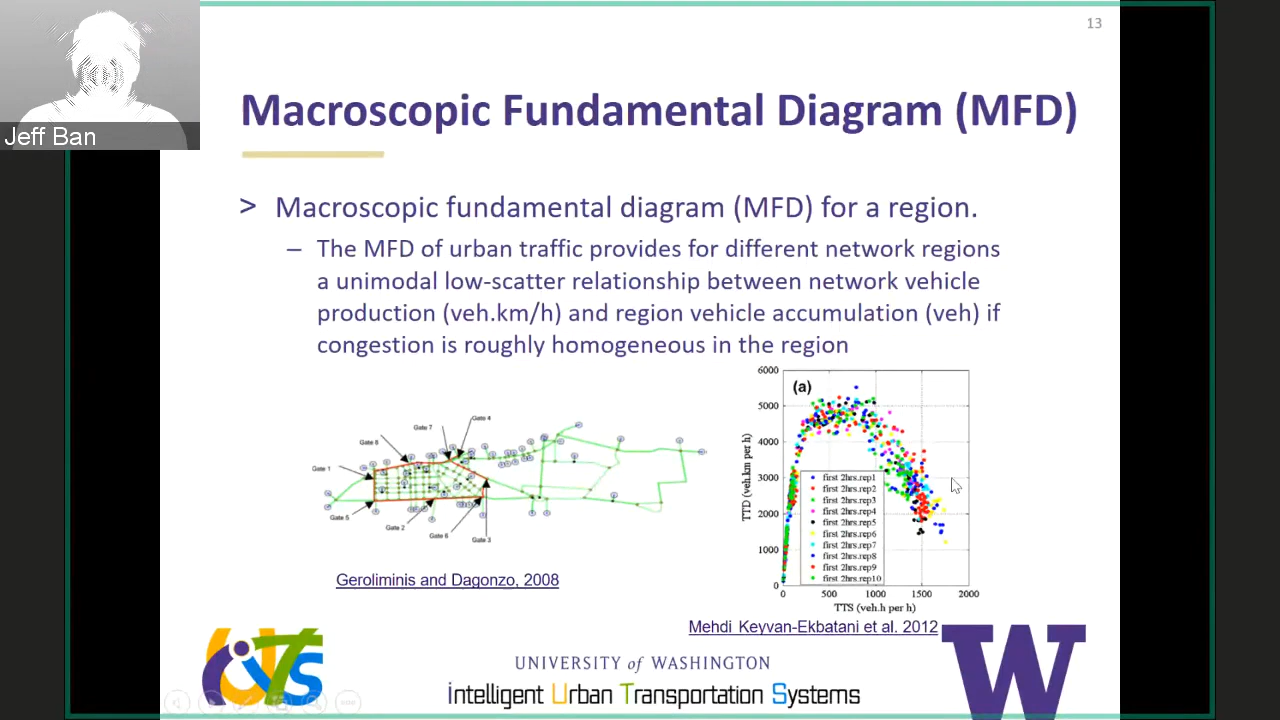 13
Jeff Ban
Macroscopic Fundamental Diagram (MFD)
> Macroscopic fundamental diagram (MFD) for a region.
– The MFD of urban traffic provides for different network regions
a unimodal low-scatter relationship between network vehicle
production (veh.km/h) and region vehicle accumulation (veh) if
congestion is roughly homogeneous in the region
Gate 4
Gate 7
Gate 8
Gate 1
Gate 5
Gate 2
Gate 6
Gate 3
Geroliminis and Dagonzo, 2008
(a)
6000
5000
4000
3000
2000
1000
0
TTD (veh.km per h)
first 2hrs.rep1
first 2hrs.rep2
first 2hrs.rep3
first 2hrs.rep4
first 2hrs.rep5
first 2hrs.rep6
first 2hrs.rep7
first 2hrs.rep8
first 2hrs.rep9
first 2hrs.rep10
0 500 1000 1500 2000
TTS (veh.h per h)
Mehdi Keyvan-Ekbatani et al. 2012
UNIVERSITY of WASHINGTON
intelligent Urban Transportation Systems
W